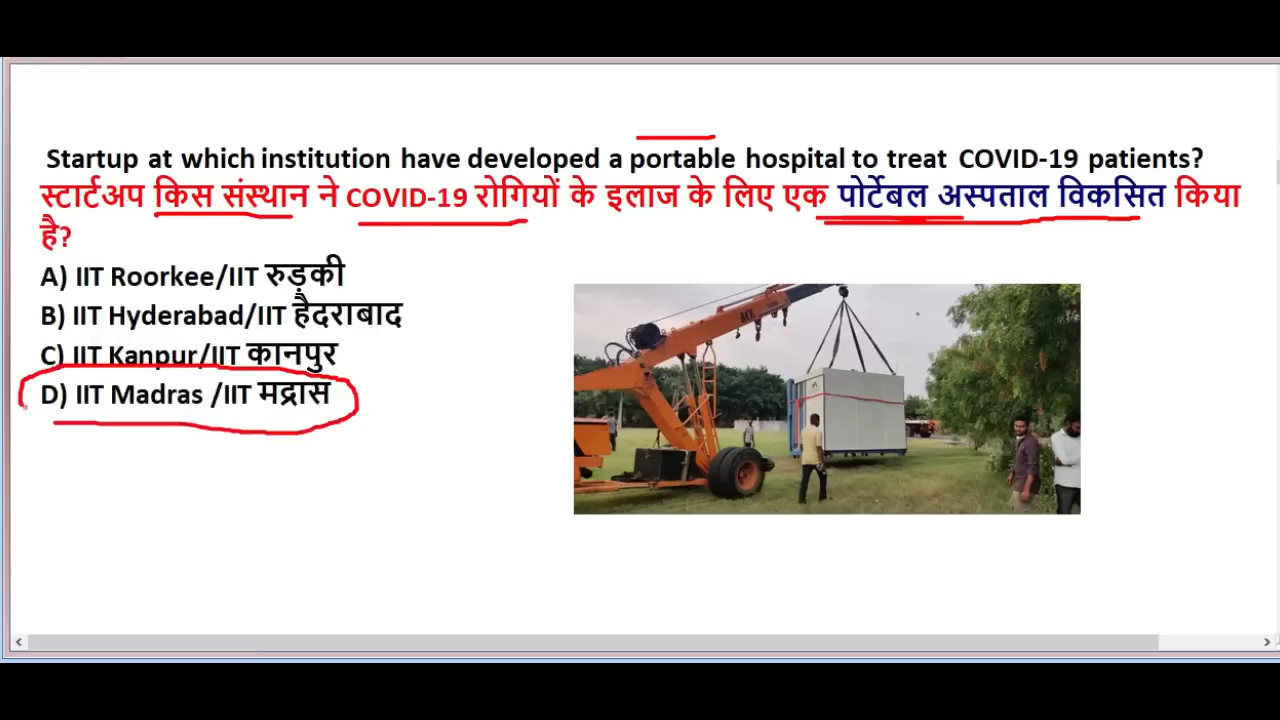 Startup at which institution have developed a portable hospital to treat COVID-19 patients?
स्टार्टअप किस संस्थान ने COVID-19 रोगियों के इलाज के लिए एक पोर्टेबल अस्पताल विकसित किया
है?
A) IIT Roorkee/IIT रुड़की
B) IIT Hyderabad/IIT हैदराबाद
C) IIT Kanpur/IIT कानपुर
D) IIT Madras /IIT मद्रास